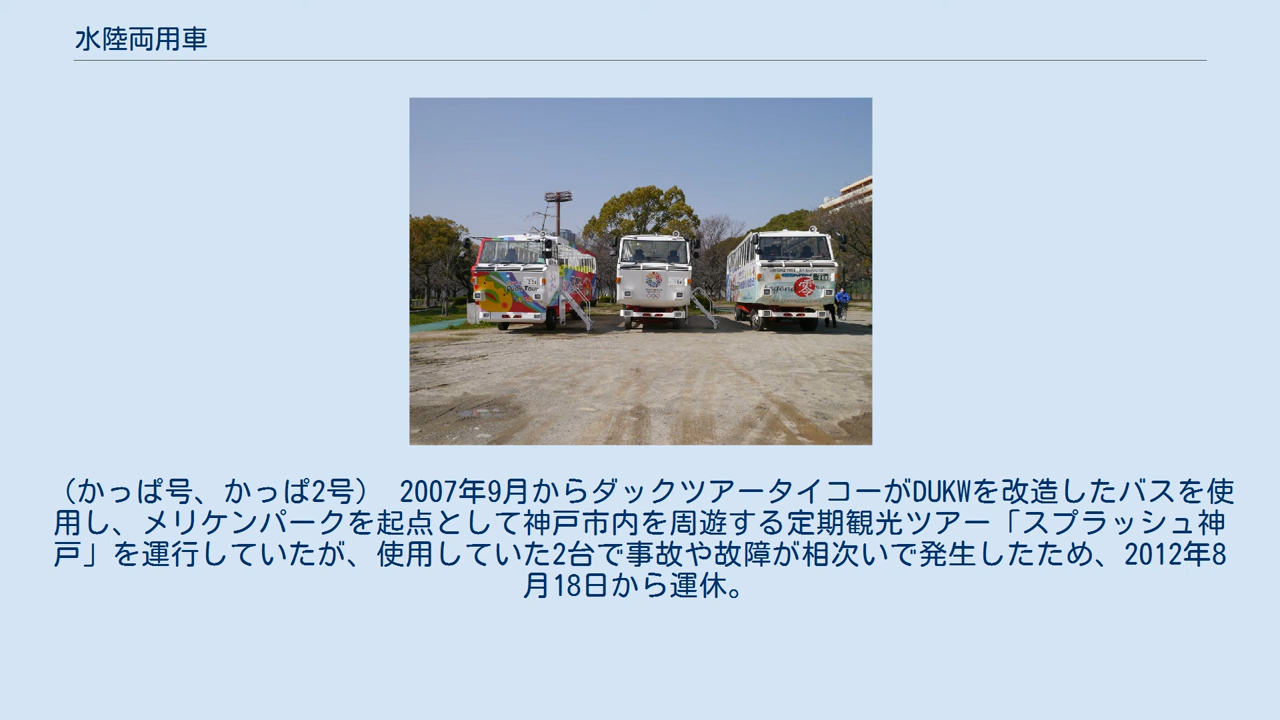 水陸両用車
Duck Tour
零
（かっぱ号、かっぱ2号） 2007年9月からダックツアータイコーがDUKWを改造したバスを使
用し、メリケンパークを起点として神戸市内を周遊する定期観光ツアー「スプラッシュ神
戸」を運行していたが、使用していた2台で事故や故障が相次いで発生したため、2012年8
月18日から運休。